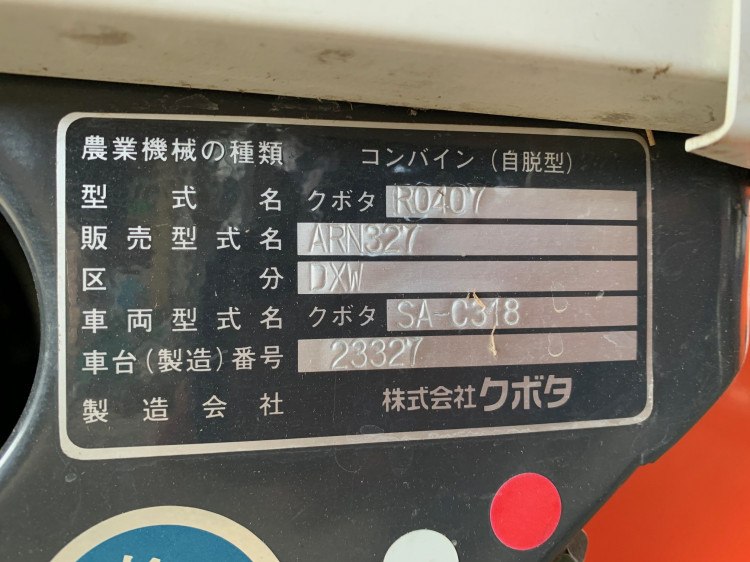 農業機械の種類 コンバイン(自脱型)
型式名 クボタ R0407
販売型式名 ARN327
区分 DXW
車両型式名 クボタ SA-C318
車台(製造)番号 23327
製造会社 株式会社クボタ